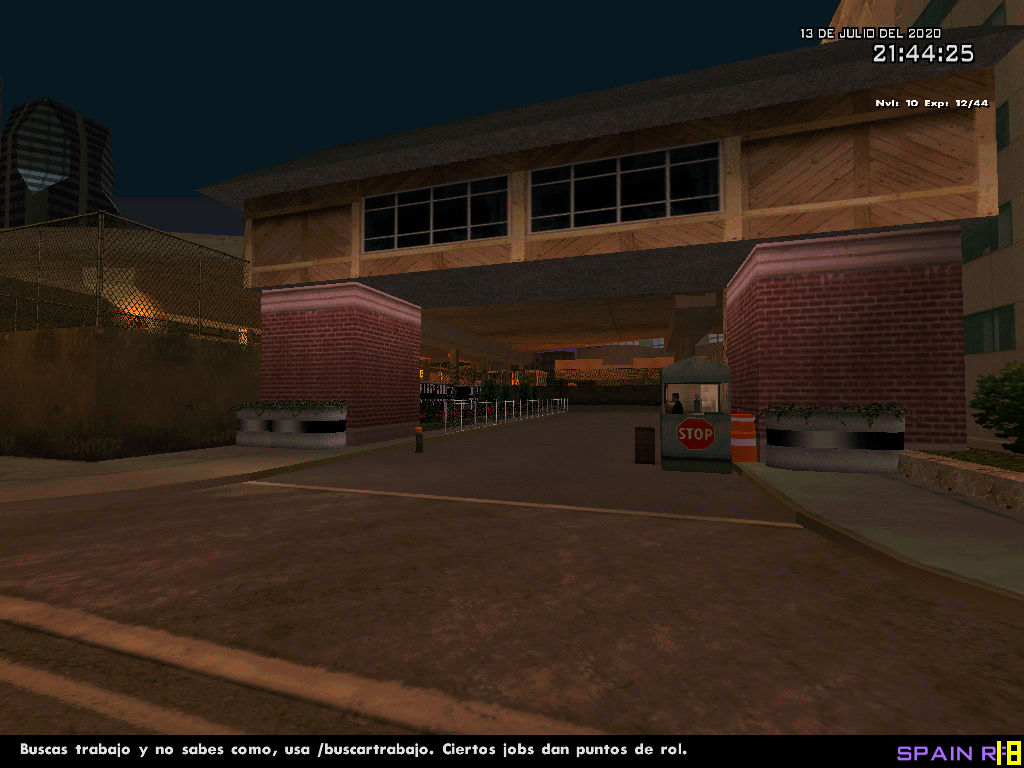 13 DE JULIO DEL 2020
21:44:25
Nvl: 10 Exp: 12/44
STOP
Buscas trabajo y no sabes como, usa /buscartrabajo. Ciertos jobs dan puntos de rol.
SPAIN
18